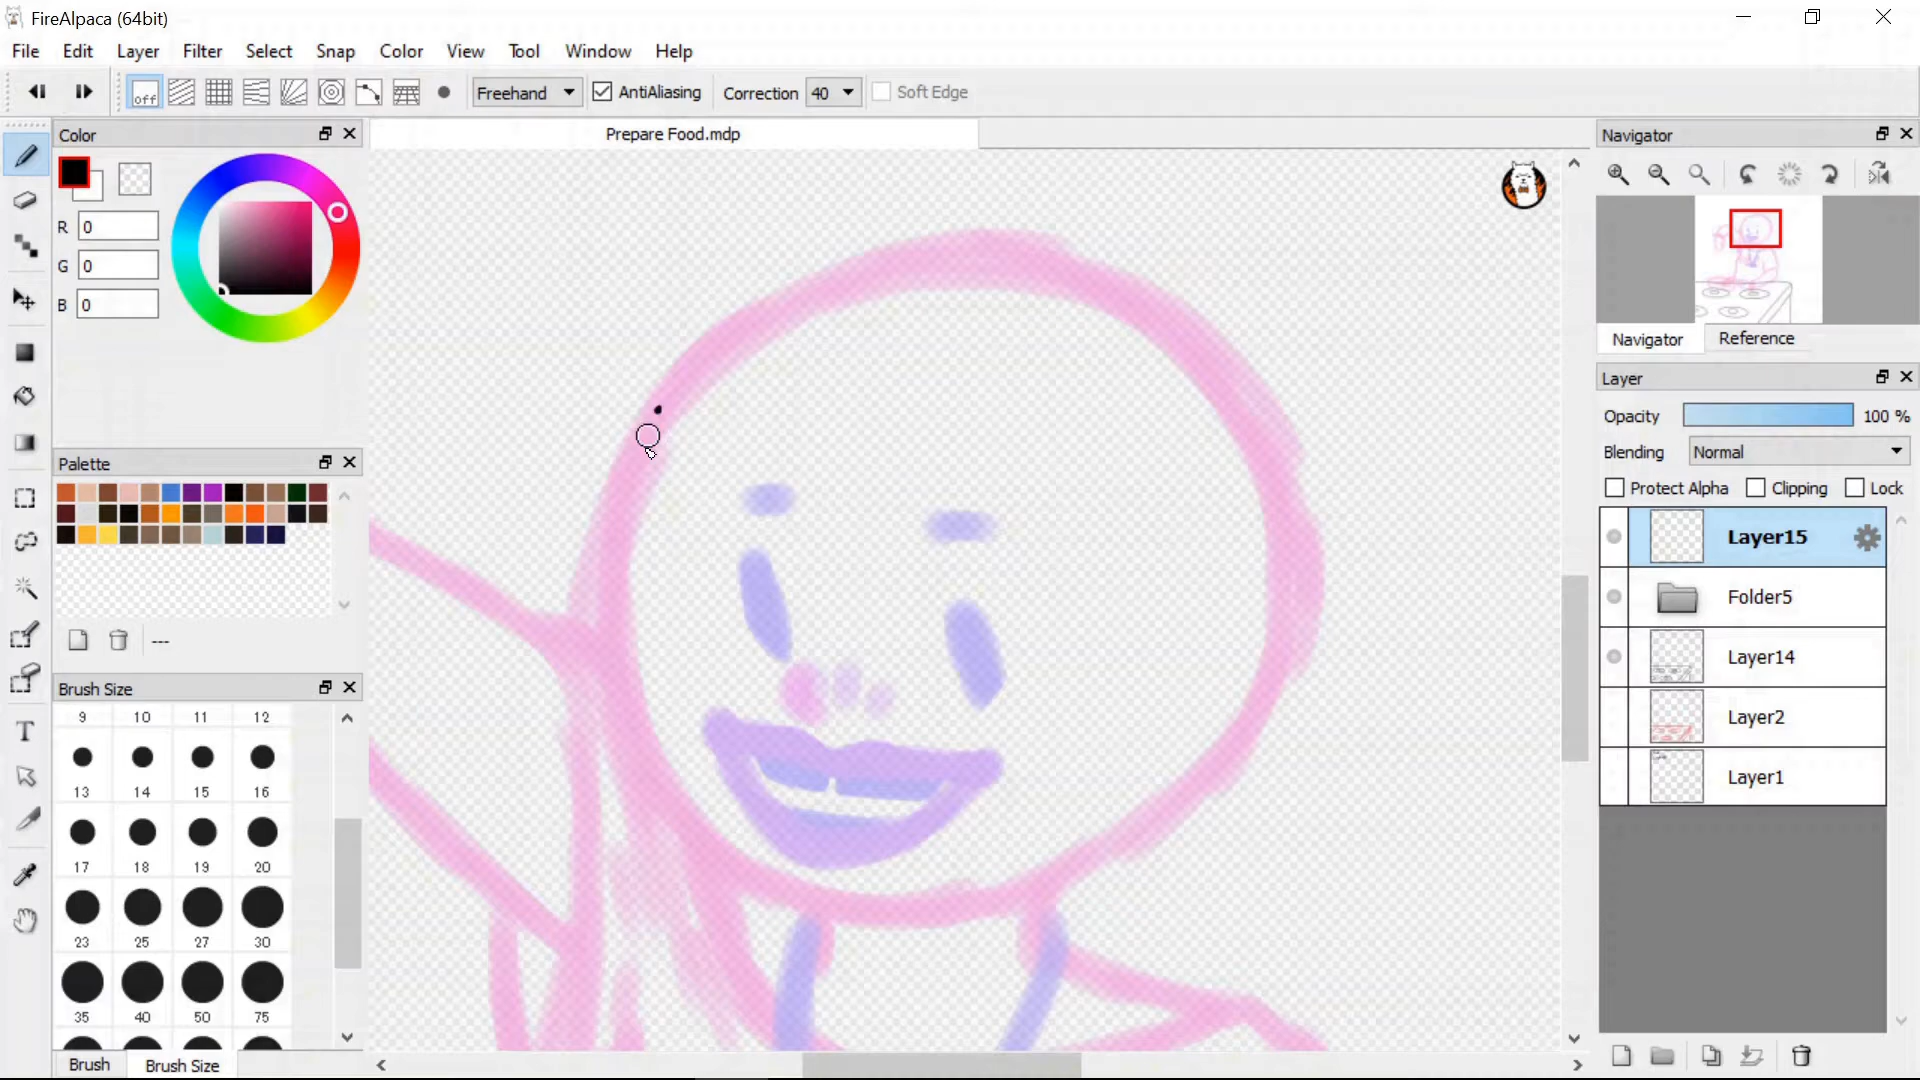 FireAlpaca (64bit)
File Edit Layer Filter Select Snap Color View Tool Window Help
off Freehand AntiAliasing Correction 40 Soft Edge
Color
Prepare Food.mdp
Navigator
R 0
G 0
B 0
Navigator Reference
Layer
Opacity 100 %
Blending Normal
Protect Alpha Clipping Lock
Palette
---
Layer15
Folder5
Layer14
Layer2
Layer1
Brush Size
9 10 11 12
13 14 15 16
17 18 19 20
23 25 27 30
35 40 50 75
Brush Brush Size
T